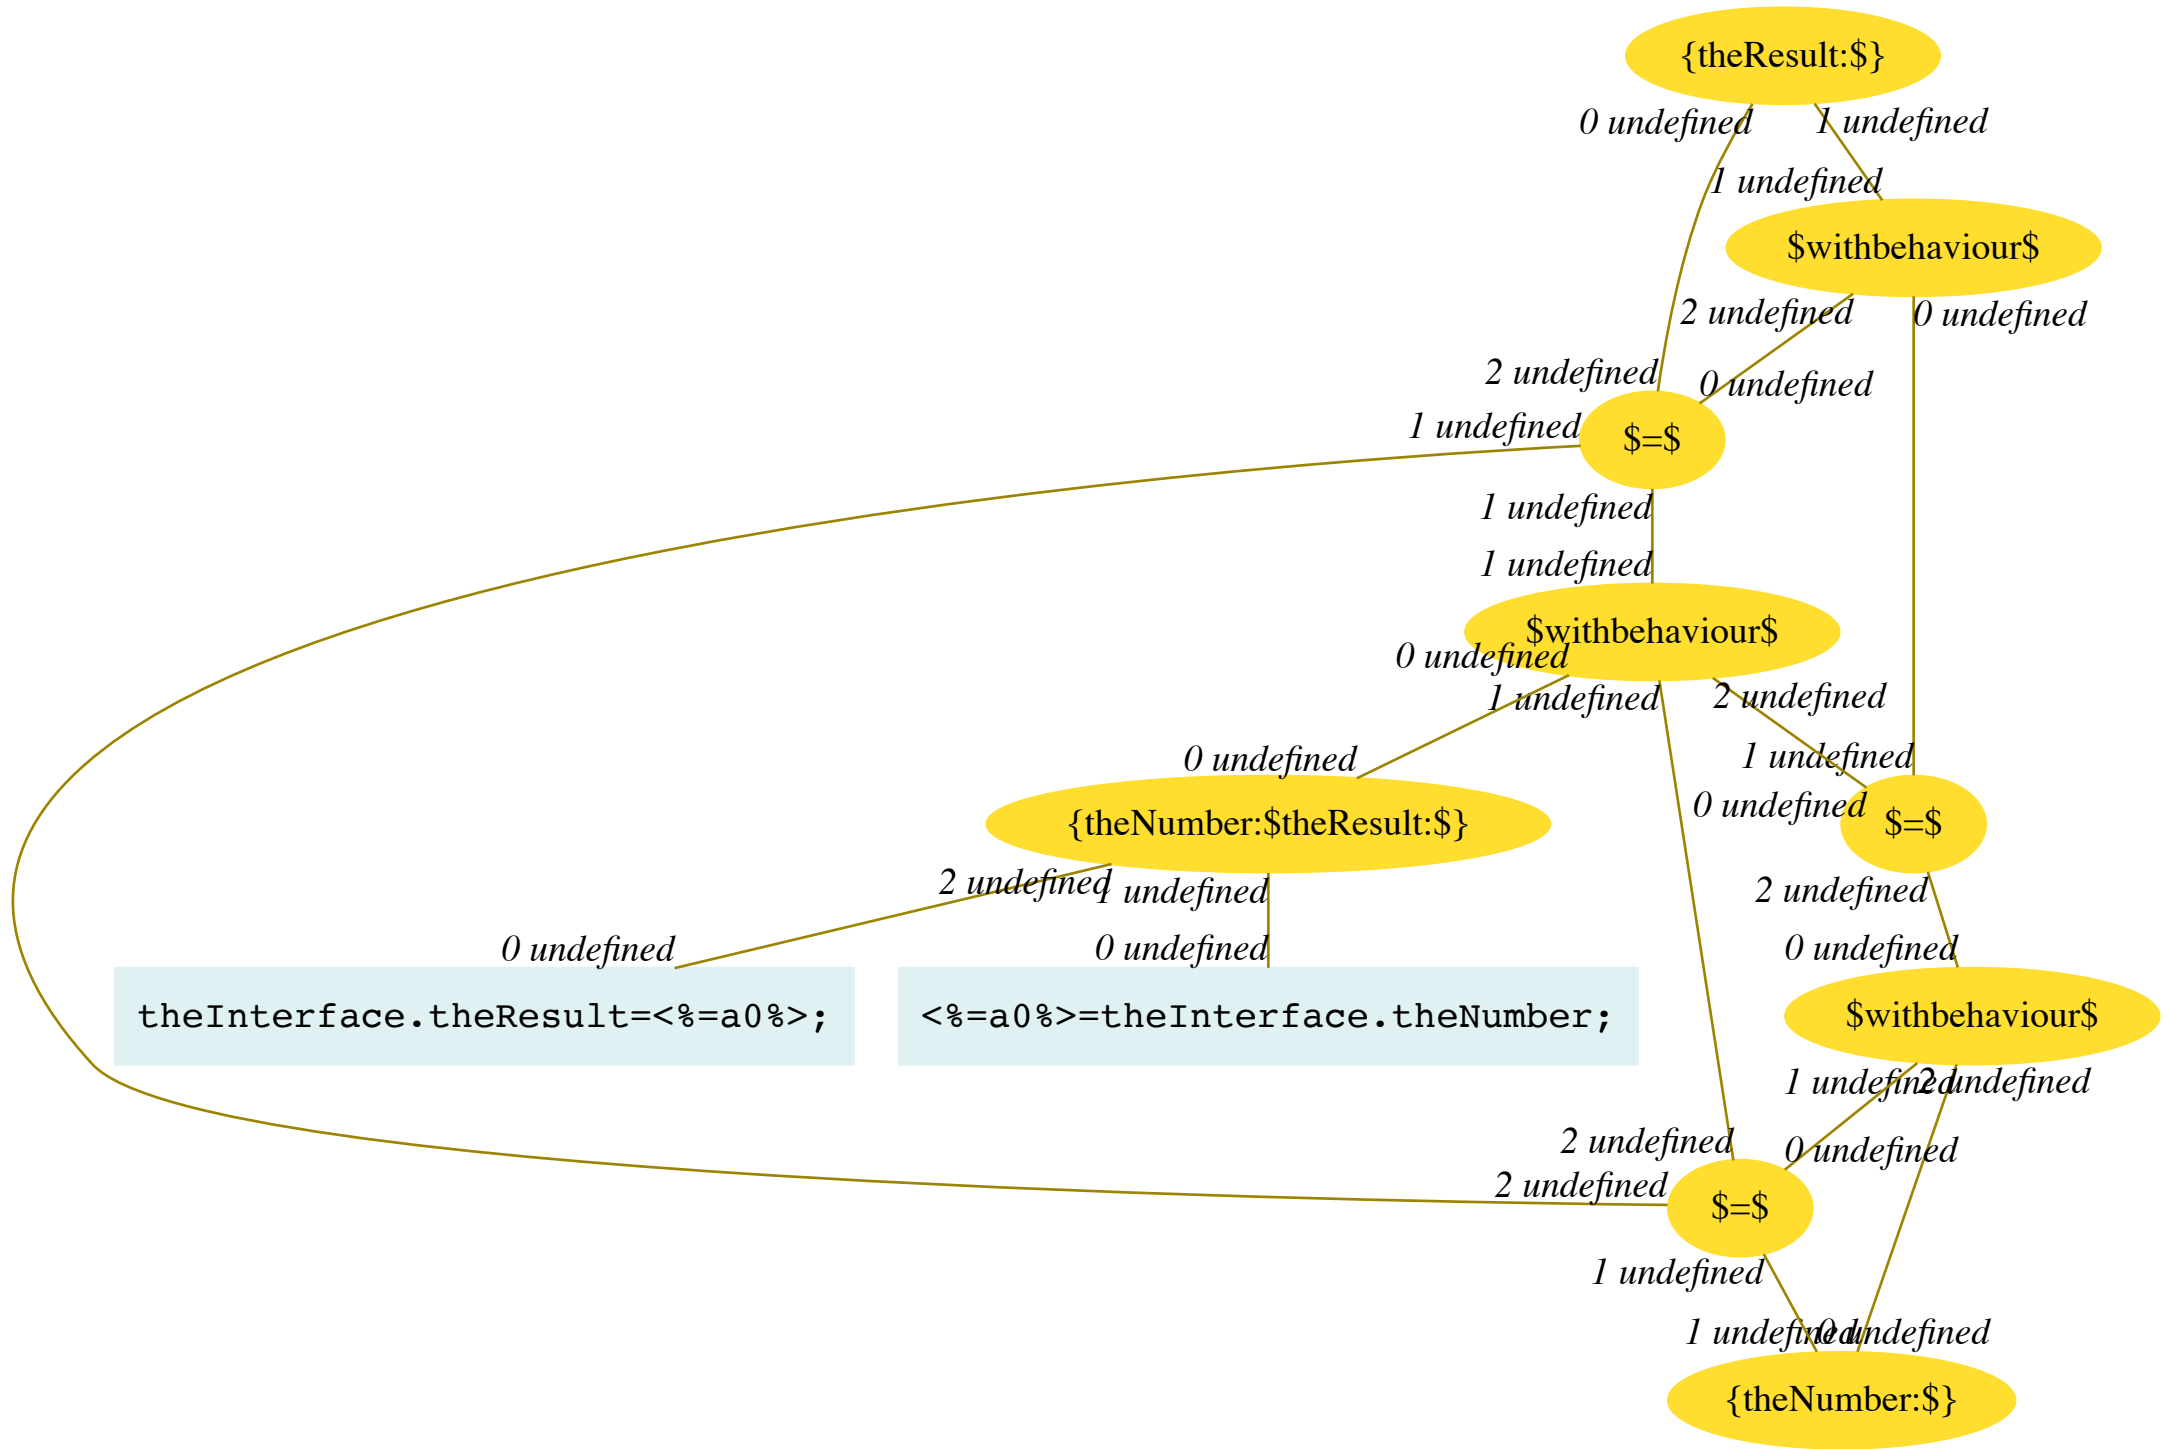 {theResult:$}
0 undefined
1 undefined
1 undefined
$withbehaviour$
2 undefined
0 undefined
2 undefined
0 undefined
1 undefined
$=$
1 undefined
1 undefined
$withbehaviour$
0 undefined
1 undefined
2 undefined
0 undefined
1 undefined
0 undefined
{theNumber:$theResult:$}
$=$
2 undefined
1 undefined
2 undefined
0 undefined
0 undefined
0 undefined
theInterface.theResult=<%=a0%>;
<%=a0%>=theInterface.theNumber;
$withbehaviour$
1 undefined
2 undefined
2 undefined
0 undefined
2 undefined
$=$
1 undefined
1 undefined
0 undefined
{theNumber:$}